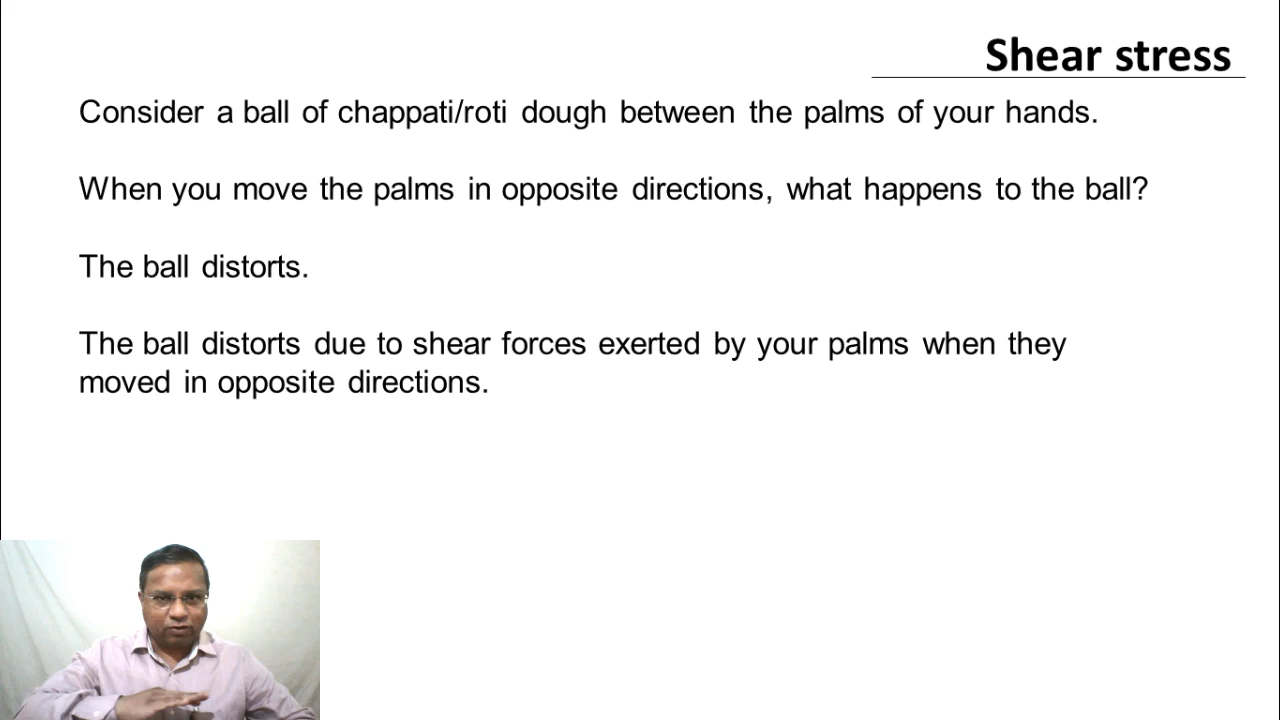 Shear stress
Consider a ball of chappati/roti dough between the palms of your hands.
When you move the palms in opposite directions, what happens to the ball?
The ball distorts.
The ball distorts due to shear forces exerted by your palms when they
moved in opposite directions.